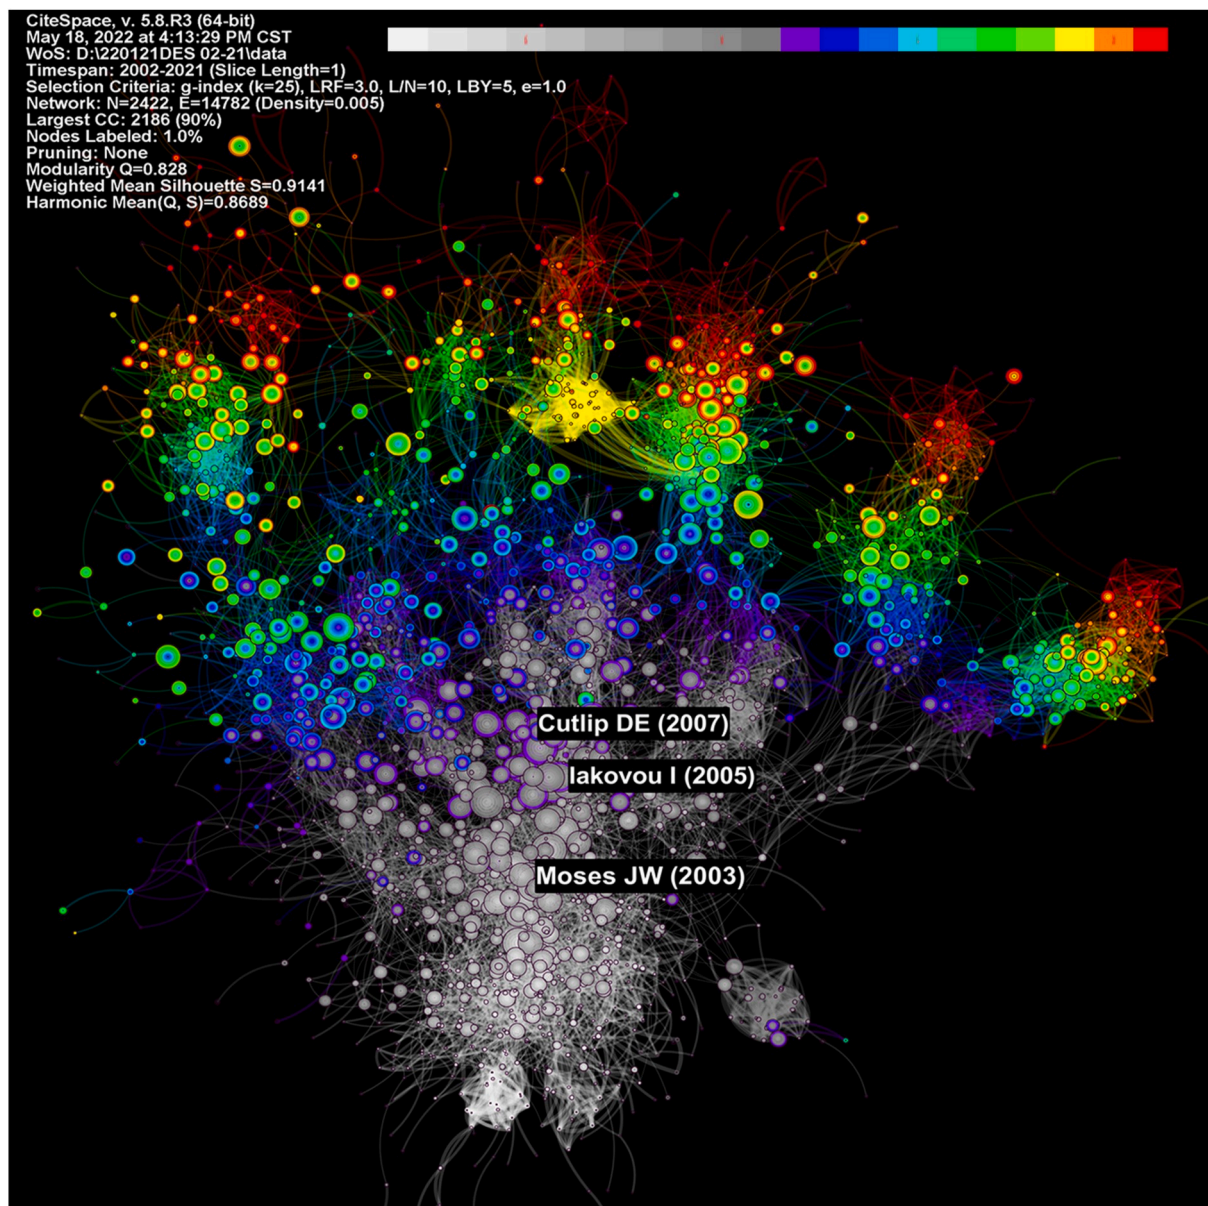 CiteSpace, v. 5.8.R3 (64-bit)
May 18, 2022 at 4:13:29 PM CST
WoS: D:\220121DES 02-21\data
Timespan: 2002-2021 (Slice Length=1)
Selection Criteria: g-index (k=25), LRF=3.0, L/N=10, LBY=5, e=1.0
Network: N=2422, E=14782 (Density=0.005)
Largest CC: 2186 (90%)
Nodes Labeled: 1.0%
Pruning: None
Modularity Q=0.828
Weighted Mean Silhouette S=0.9141
Harmonic Mean(Q, S)=0.8689
Cutlip DE (2007)
Iakovou I (2005)
Moses JW (2003)